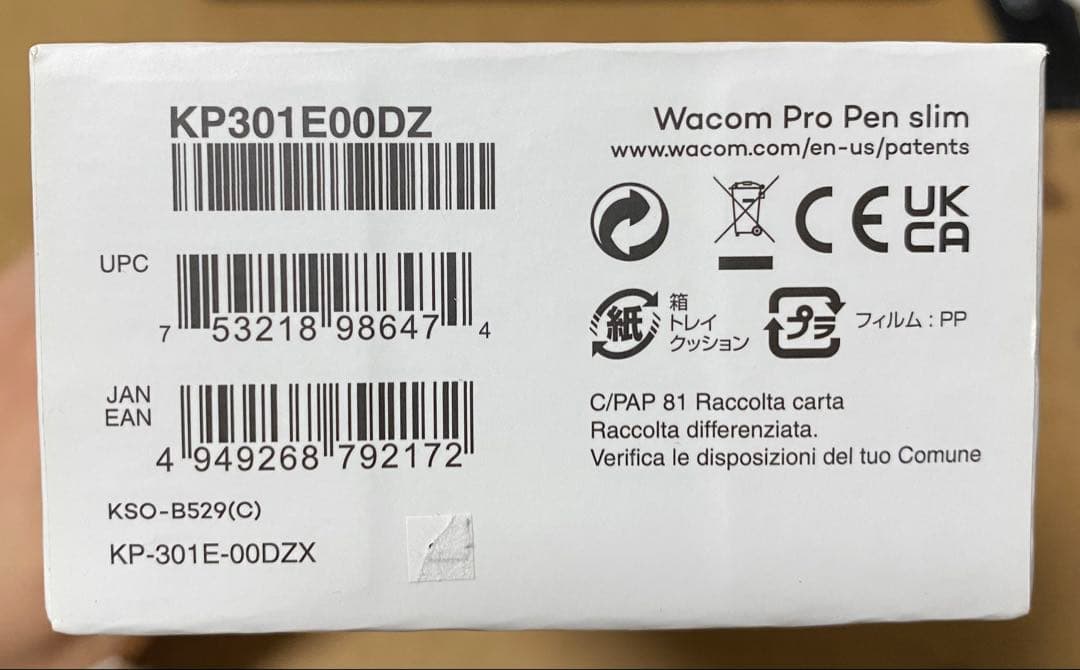 KP301E00DZ
UPC
7 53218 98647 4
JAN
EAN
4 949268 792172
KSO-B529(C)
KP-301E-00DZX
Wacom Pro Pen slim
www.wacom.com/en-us/patents
CE UK
CA
紙 箱
トレイ
クッション
プラ フィルム：PP
C/PAP 81 Raccolta carta
Raccolta differenziata.
Verifica le disposizioni del tuo Comune